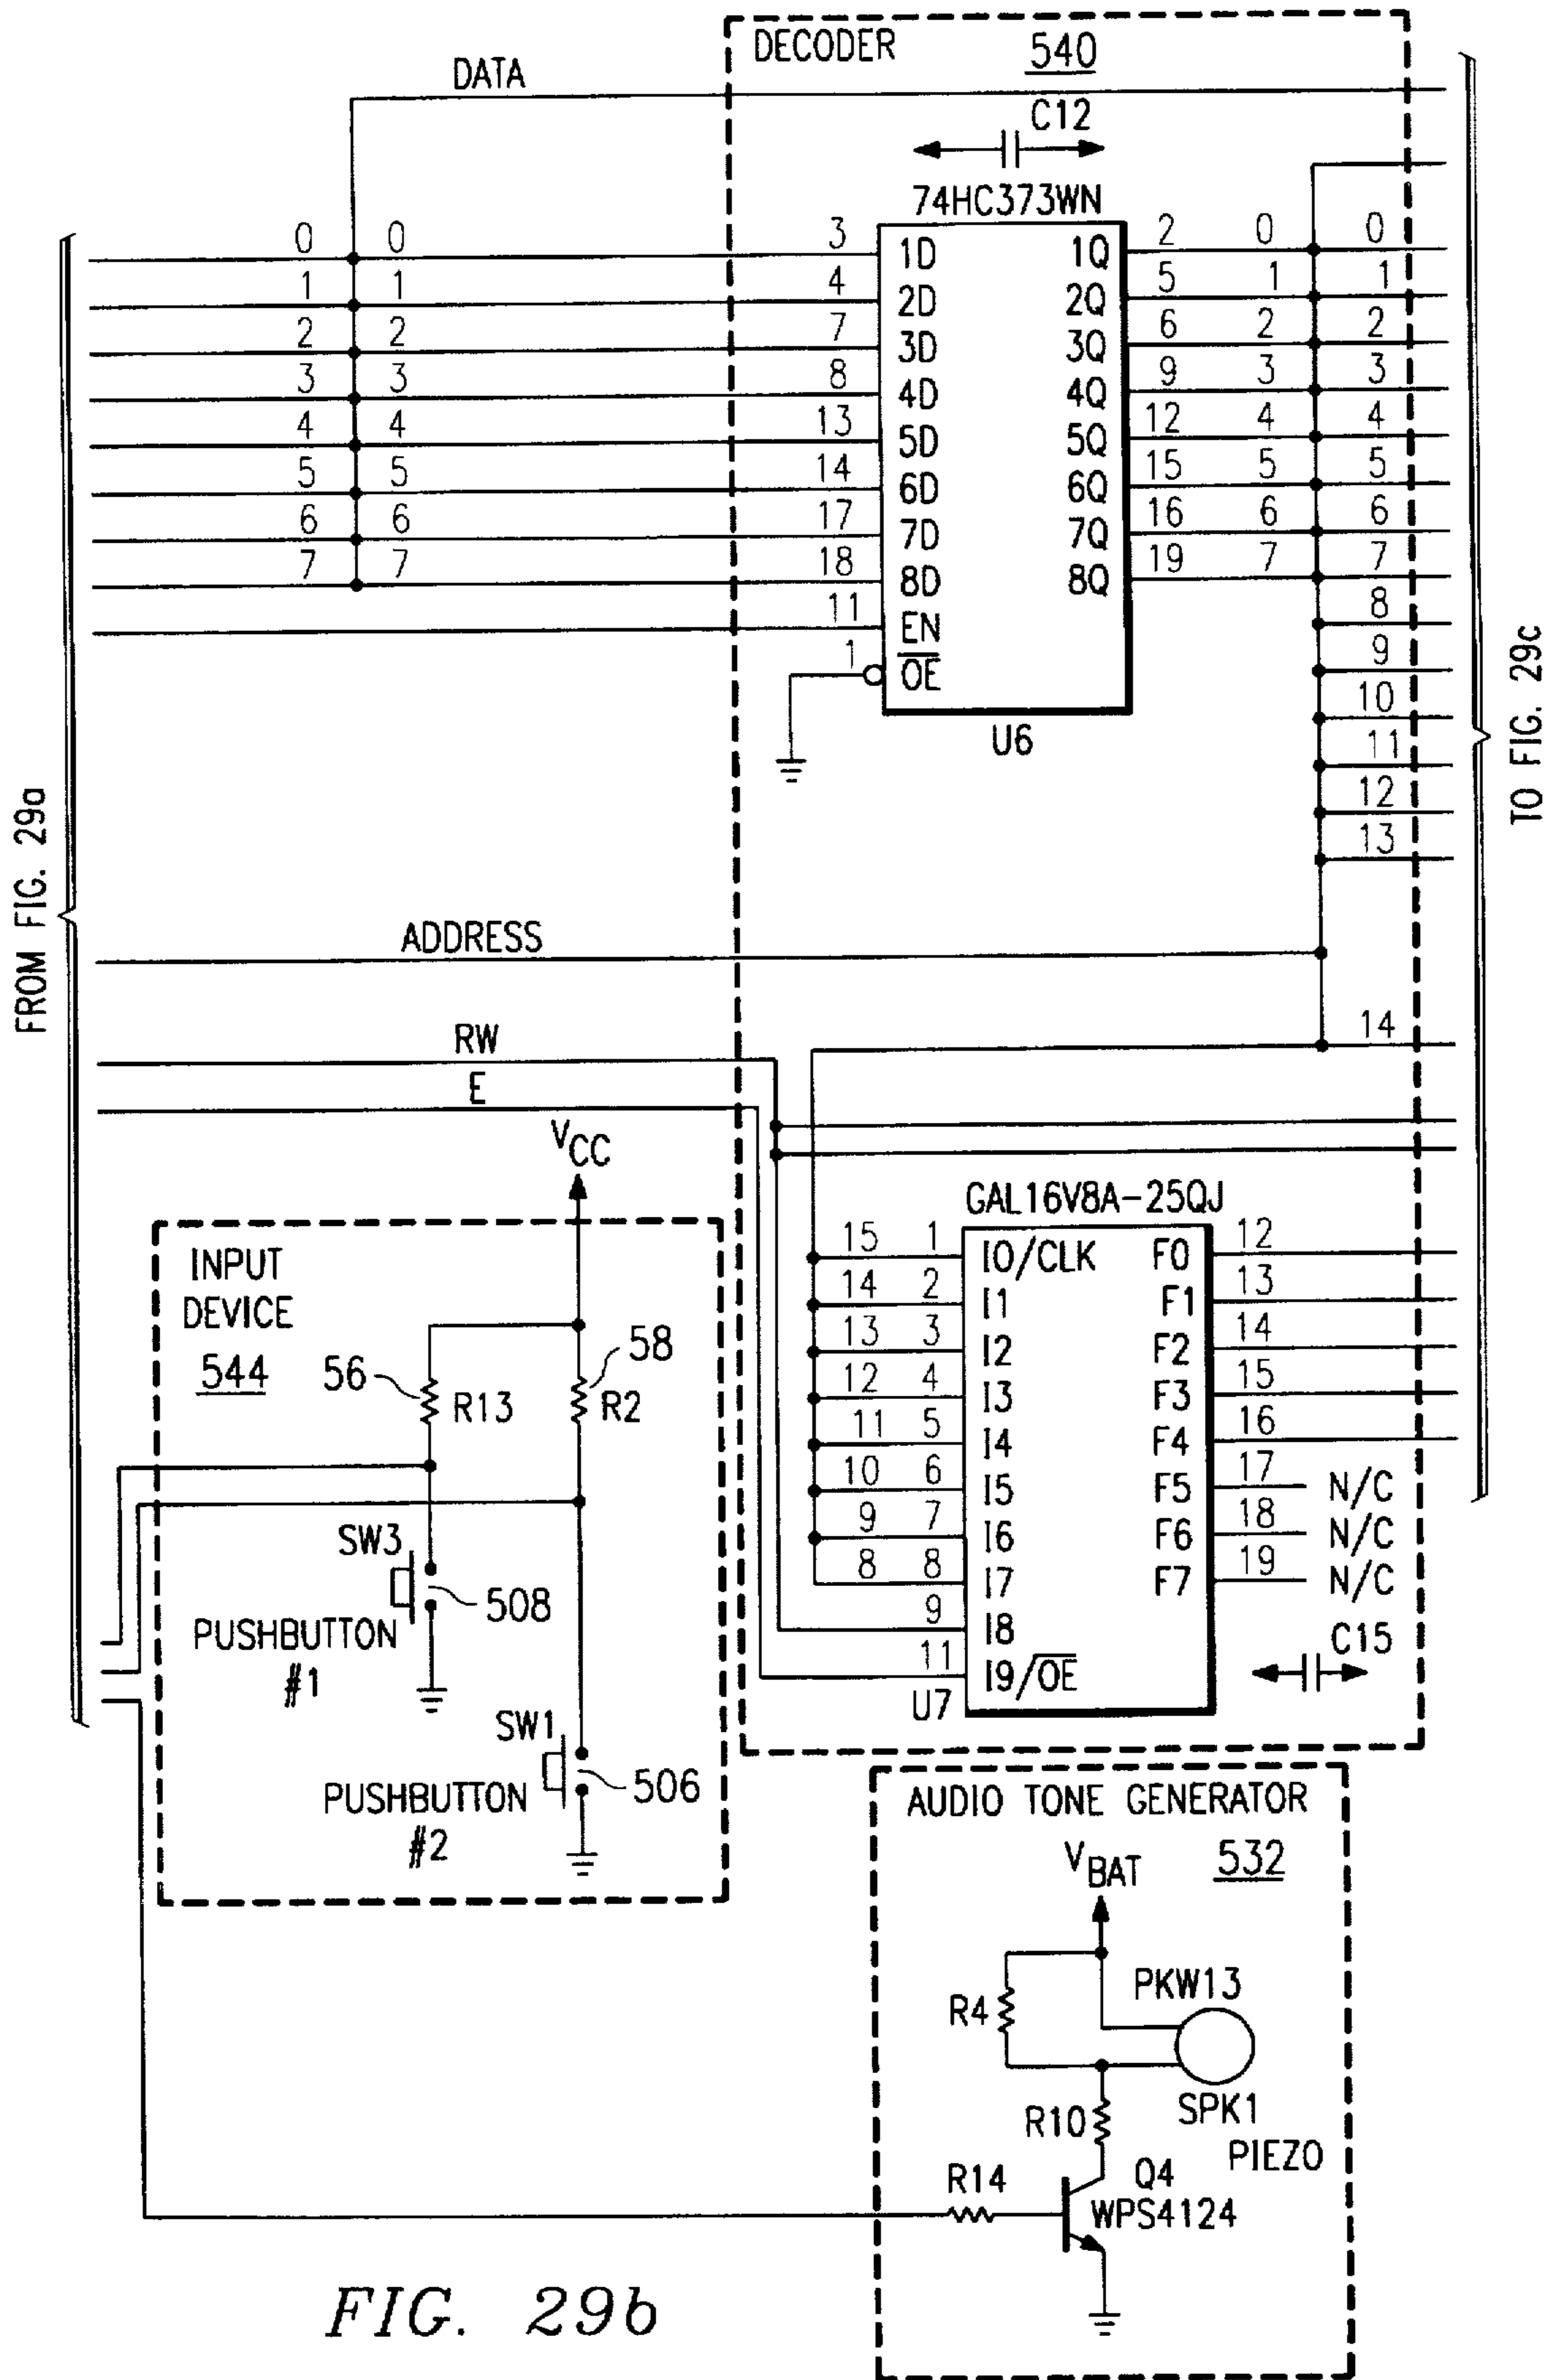 DECODER 540
DATA
C12
74HC373WN
0 0 3 1D 1Q 2 0 0
1 1 4 2D 2Q 5 1 1
2 2 7 3D 3Q 6 2 2
3 3 8 4D 4Q 9 3 3
4 4 13 5D 5Q 12 4 4
5 5 14 6D 6Q 15 5 5
6 6 17 7D 7Q 16 6 6
7 7 18 8D 8Q 19 7 7
11 EN 8
1 OE 9
10
U6 11
12
13
FROM FIG. 29a
TO FIG. 29c
ADDRESS
RW 14
E
VCC
GAL16V8A-25QJ
15 1 I0/CLK F0 12
14 2 I1 F1 13
13 3 I2 F2 14
12 4 I3 F3 15
11 5 I4 F4 16
10 6 I5 F5 17 N/C
9 7 I6 F6 18 N/C
8 8 I7 F7 19 N/C
9 I8
11 I9/OE
U7
C15
INPUT
DEVICE
544
56 R13
58 R2
SW3
508
PUSHBUTTON
#1
SW1
506
PUSHBUTTON
#2
AUDIO TONE GENERATOR
532
VBAT
R4
PKW13
SPK1
PIEZO
R10
R14
Q4
WPS4124
FIG. 29b